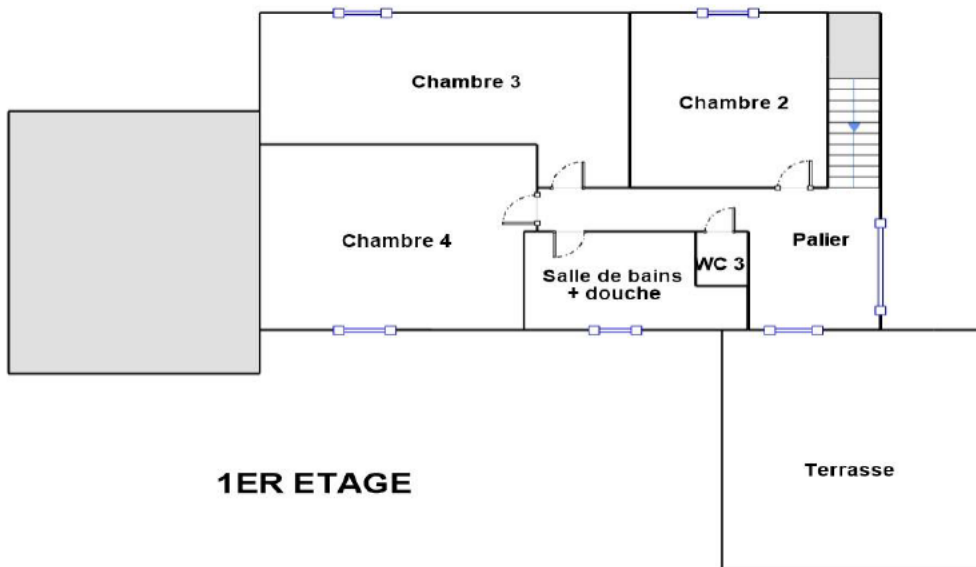 Chambre 3
Chambre 2
Chambre 4
Palier
WC 3
Salle de bains
+ douche
Terrasse
1ER ETAGE